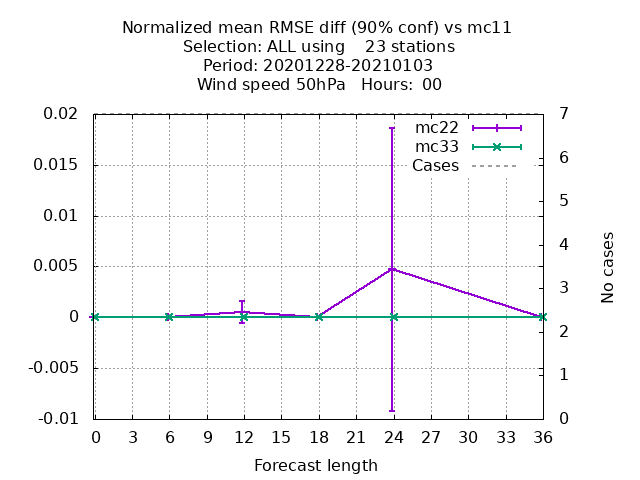 Normalized mean RMSE diff (90% conf) vs mc11
Selection: ALL using    23 stations
Period: 20201228-20210103
Wind speed 50hPa   Hours:  00
0.02
0.015
0.01
0.005
0
-0.005
-0.01
7
6
5
4
3
2
1
0
mc22
mc33
Cases
No cases
0 3 6 9 12 15 18 21 24 27 30 33 36
Forecast length